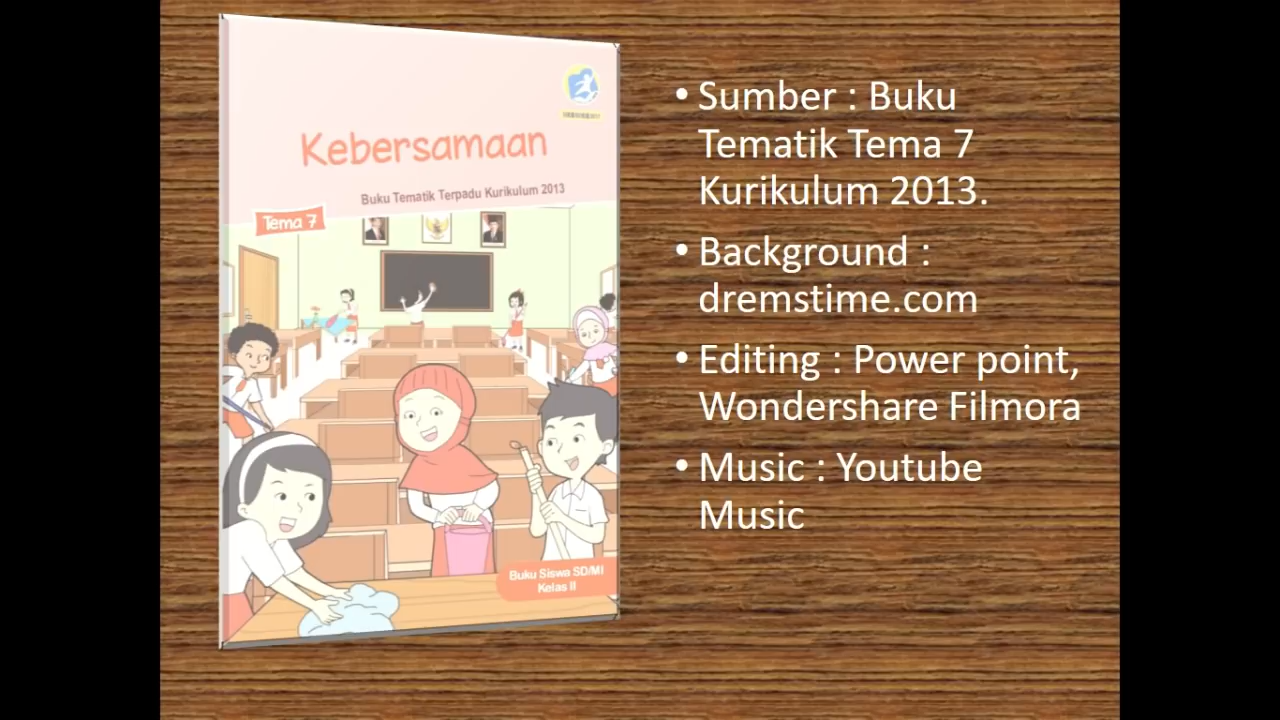 Kebersamaan
Buku Tematik Terpadu Kurikulum 2013
Tema 7
Buku Siswa SD/MI
Kelas II
• Sumber : Buku
Tematik Tema 7
Kurikulum 2013.
• Background :
dremstime.com
• Editing : Power point,
Wondershare Filmora
• Music : Youtube
Music